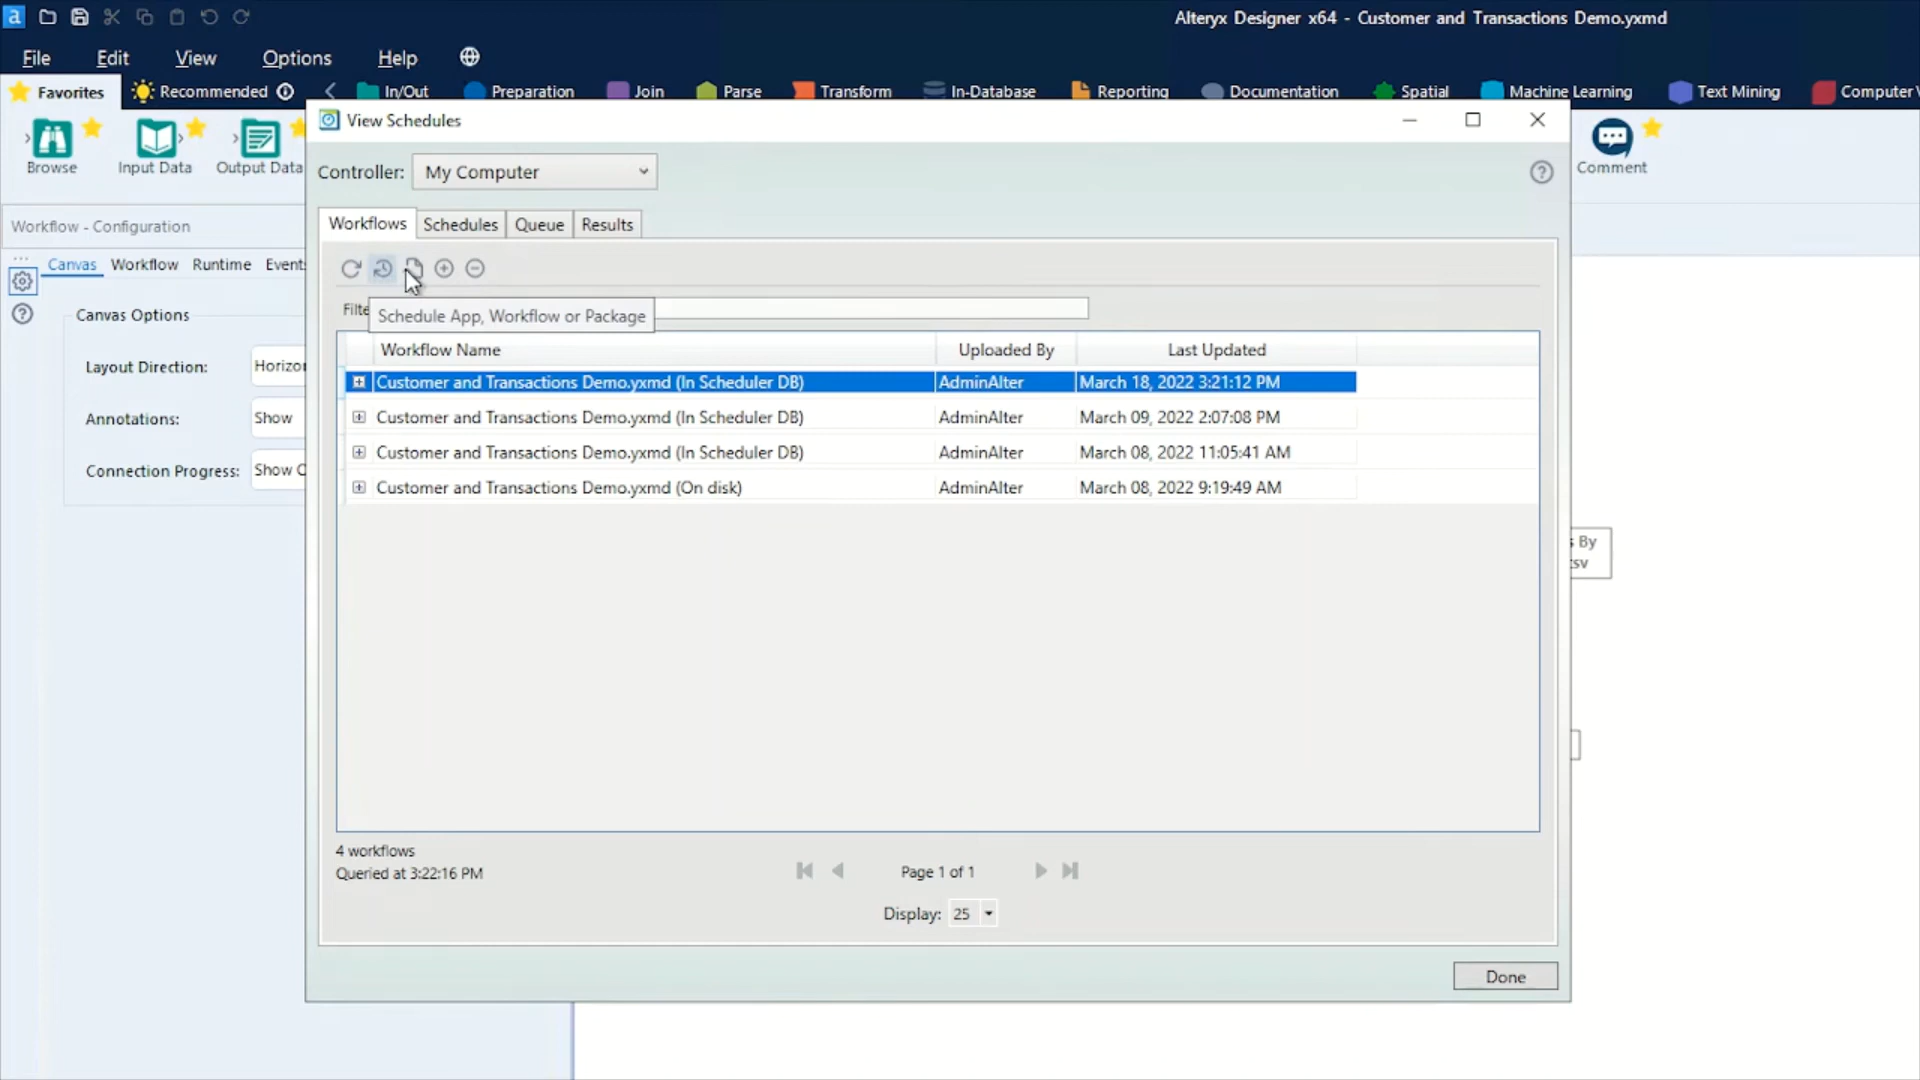 a
Alteryx Designer x64 - Customer and Transactions Demo.yxmd
File Edit View Options Help
Favorites Recommended In/Out Preparation Join Parse Transform In-Database Reporting Documentation Spatial Machine Learning Text Mining Computer
Browse Input Data Output Data Comment
View Schedules
Controller: My Computer
Workflow - Configuration
Workflows Schedules Queue Results
Canvas Workflow Runtime
Schedule App, Workflow or Package
Canvas Options
Workflow Name Uploaded By Last Updated
Layout Direction:
Customer and Transactions Demo.yxmd (In Scheduler DB) AdminAlter March 18, 2022 3:21:12 PM
Annotations: Show
Customer and Transactions Demo.yxmd (In Scheduler DB) AdminAlter March 09, 2022 2:07:08 PM
Connection Progress: Show
Customer and Transactions Demo.yxmd (In Scheduler DB) AdminAlter March 08, 2022 11:05:41 AM
Customer and Transactions Demo.yxmd (On disk) AdminAlter March 08, 2022 9:19:49 AM
By
4 workflows
Queried at 3:22:16 PM
Page 1 of 1
Display: 25
Done